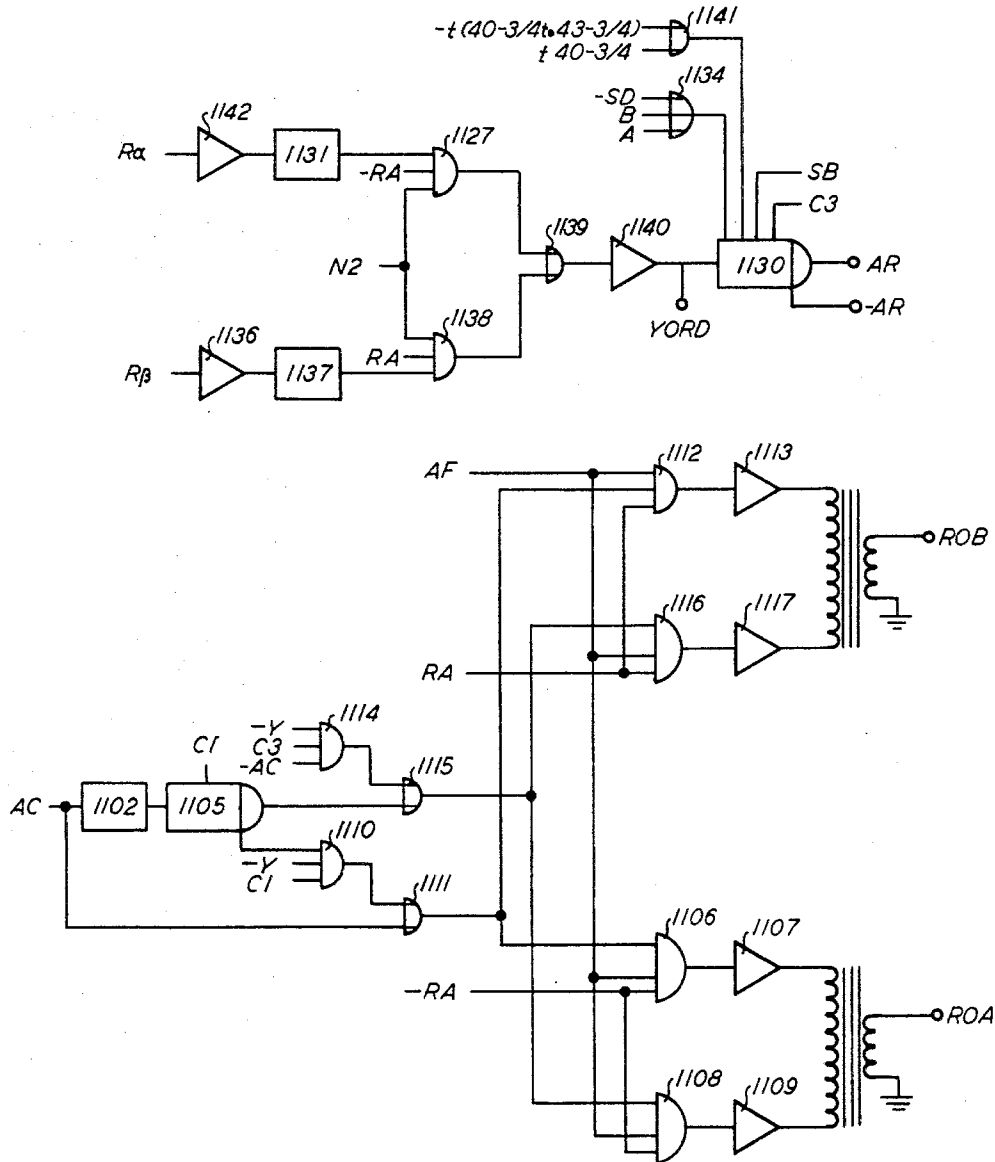 -t(40-3/4t.43-3/4)
t 40-3/4
1141
1134
-SD
B
A
1142
Rα
1131
1127
-RA
SB
C3
1139
1140
N2
1130
AR
-AR
YORD
1138
1136
RA
Rβ
1137
AF
1112
1113
ROB
1116
1117
RA
1114
-Y
C3
-AC
C1
1115
AC
1102
1105
1110
-Y
C1
1111
1106
1107
-RA
ROA
1108
1109